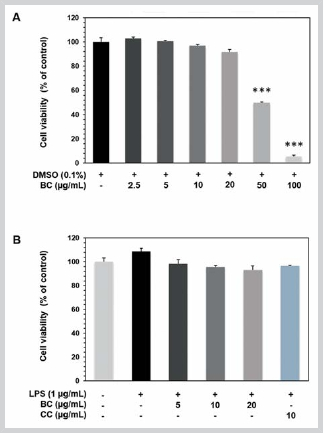 A
120
100
80
60
40
20
0
Cell viability (% of control)
***
***
DMSO (0.1%) + + + + + + +
BC (μg/mL) - 2.5 5 10 20 50 100
B
120
100
80
60
40
20
0
Cell viability (% of control)
LPS (1 μg/mL) - + + + + +
BC (μg/mL) - - 5 10 20 -
CC (μg/mL) - - - - - 10